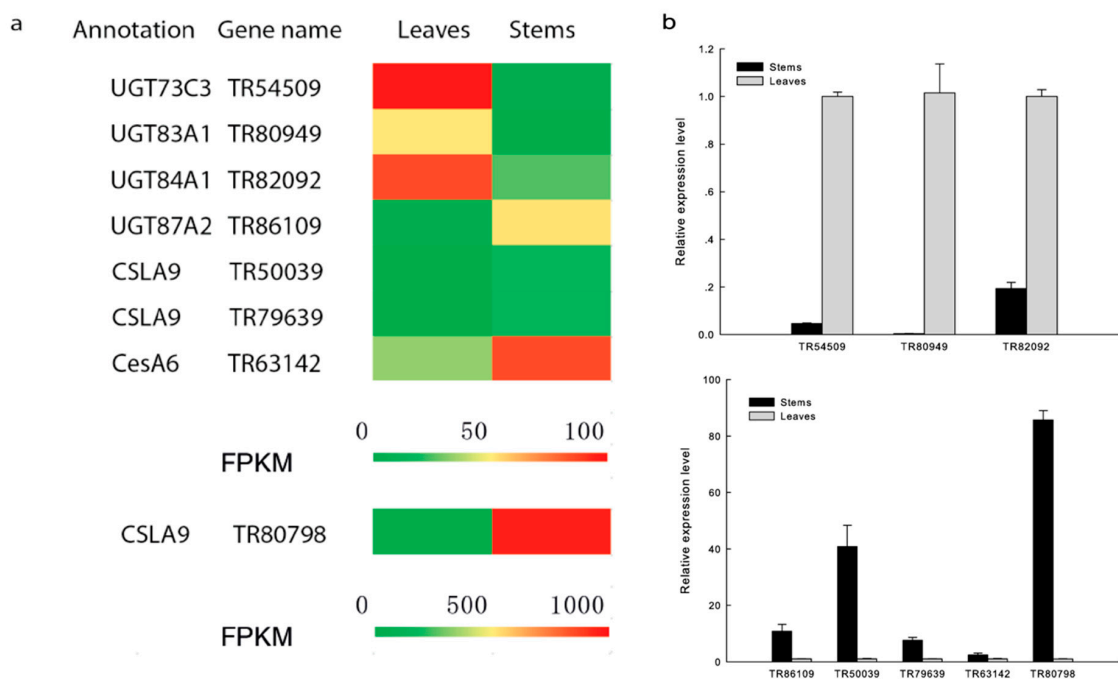 a
Annotation Gene name Leaves Stems
UGT73C3 TR54509
UGT83A1 TR80949
UGT84A1 TR82092
UGT87A2 TR86109
CSLA9 TR50039
CSLA9 TR79639
CesA6 TR63142
0 50 100
FPKM
CSLA9 TR80798
0 500 1000
FPKM
b
Relative expression level
1.2
1.0
.8
.6
.4
.2
0.0
Stems
Leaves
TR54509 TR80949 TR82092
Relative expression level
100
80
60
40
20
0
Stems
Leaves
TR86109 TR50039 TR79639 TR63142 TR80798